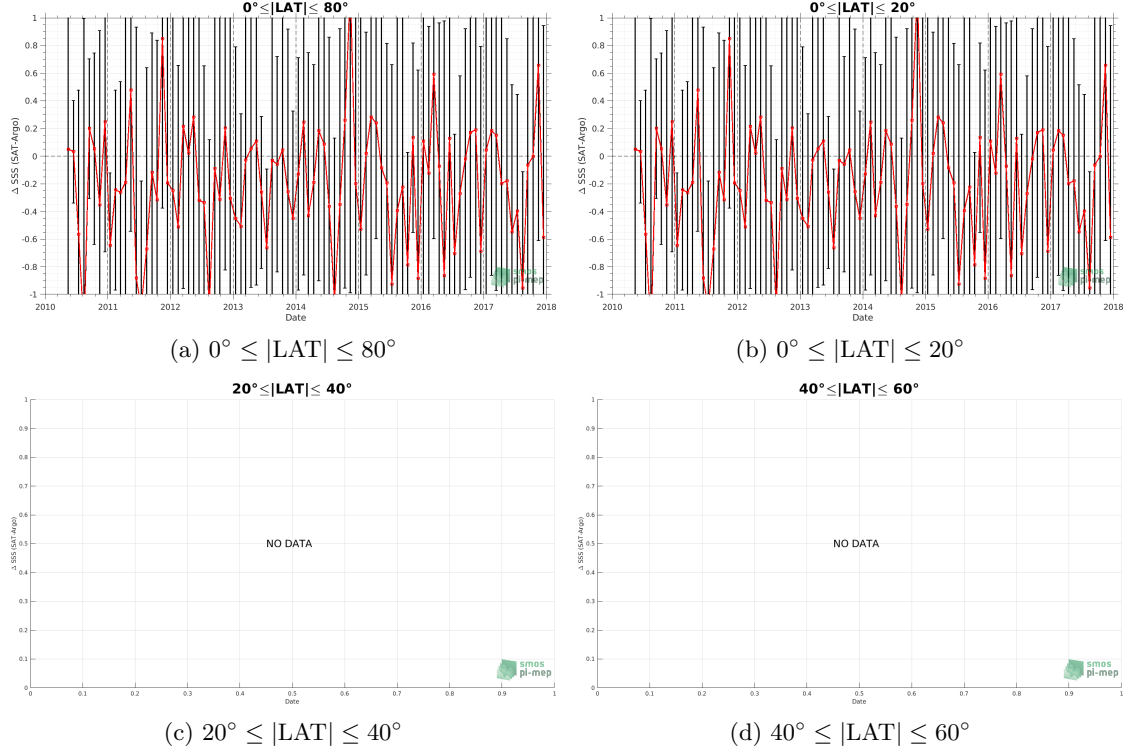 0°≤|LAT|≤ 80°
Δ SSS (SAT-Argo)
1
0.8
0.6
0.4
0.2
0
-0.2
-0.4
-0.6
-0.8
-1
2010 2011 2012 2013 2014 2015 2016 2017 2018
Date
smos
pi-mep
(a) 0° ≤ |LAT| ≤ 80°
0°≤|LAT|≤ 20°
Δ SSS (SAT-Argo)
1
0.8
0.6
0.4
0.2
0
-0.2
-0.4
-0.6
-0.8
-1
2010 2011 2012 2013 2014 2015 2016 2017 2018
Date
smos
pi-mep
(b) 0° ≤ |LAT| ≤ 20°
20°≤|LAT|≤ 40°
Δ SSS (SAT-Argo)
1
0.9
0.8
0.7
0.6
0.5
0.4
0.3
0.2
0.1
0
NO DATA
0 0.1 0.2 0.3 0.4 0.5 0.6 0.7 0.8 0.9 1
Date
smos
pi-mep
(c) 20° ≤ |LAT| ≤ 40°
40°≤|LAT|≤ 60°
Δ SSS (SAT-Argo)
1
0.9
0.8
0.7
0.6
0.5
0.4
0.3
0.2
0.1
0
NO DATA
0 0.1 0.2 0.3 0.4 0.5 0.6 0.7 0.8 0.9 1
Date
smos
pi-mep
(d) 40° ≤ |LAT| ≤ 60°